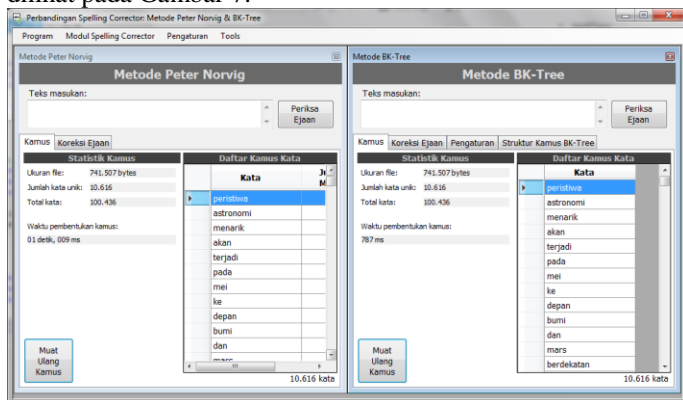 dilihat pada Gambar 7.
Perbandingan Spelling Corrector: Metode Peter Norvig & BK-Tree
Program Modul Spelling Corrector Pengaturan Tools
Metode Peter Norvig
Metode Peter Norvig
Teks masukan:
Periksa
Ejaan
Kamus Koreksi Ejaan
Statistik Kamus
Ukuran file: 741.507 bytes
Jumlah kata unik: 10.616
Total kata: 100.436
Waktu pembentukan kamus:
01 detik, 009 ms
Muat
Ulang
Kamus
Daftar Kamus Kata
Kata
peristiwa
astronomi
menarik
akan
terjadi
pada
mei
ke
depan
bumi
dan
mars
10.616 kata
Metode BK-Tree
Metode BK-Tree
Teks masukan:
Periksa
Ejaan
Kamus Koreksi Ejaan Pengaturan Struktur Kamus BK-Tree
Statistik Kamus
Ukuran file: 741.507 bytes
Jumlah kata unik: 10.616
Total kata: 100.436
Waktu pembentukan kamus:
787 ms
Muat
Ulang
Kamus
Daftar Kamus Kata
Kata
peristiwa
astronomi
menarik
akan
terjadi
pada
mei
ke
depan
bumi
dan
mars
berdekatan
10.616 kata